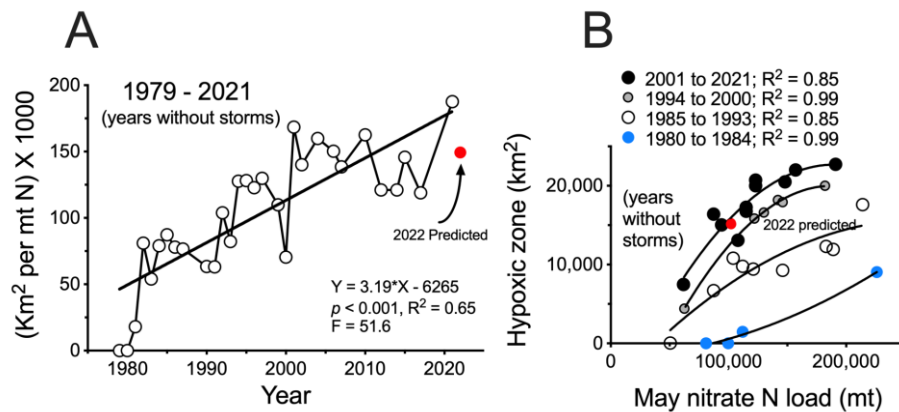 A
(Km² per mt N) X 1000
200
150
100
50
0
1979 - 2021
(years without storms)
2022 Predicted
Y = 3.19*X - 6265
p < 0.001, R² = 0.65
F = 51.6
1980 1990 2000 2010 2020
Year
B
2001 to 2021; R² = 0.85
1994 to 2000; R² = 0.99
1985 to 1993; R² = 0.85
1980 to 1984; R² = 0.99
Hypoxic zone (km²)
20,000
10,000
0
(years
without
storms)
2022 predicted
0 100,000 200,000
May nitrate N load (mt)